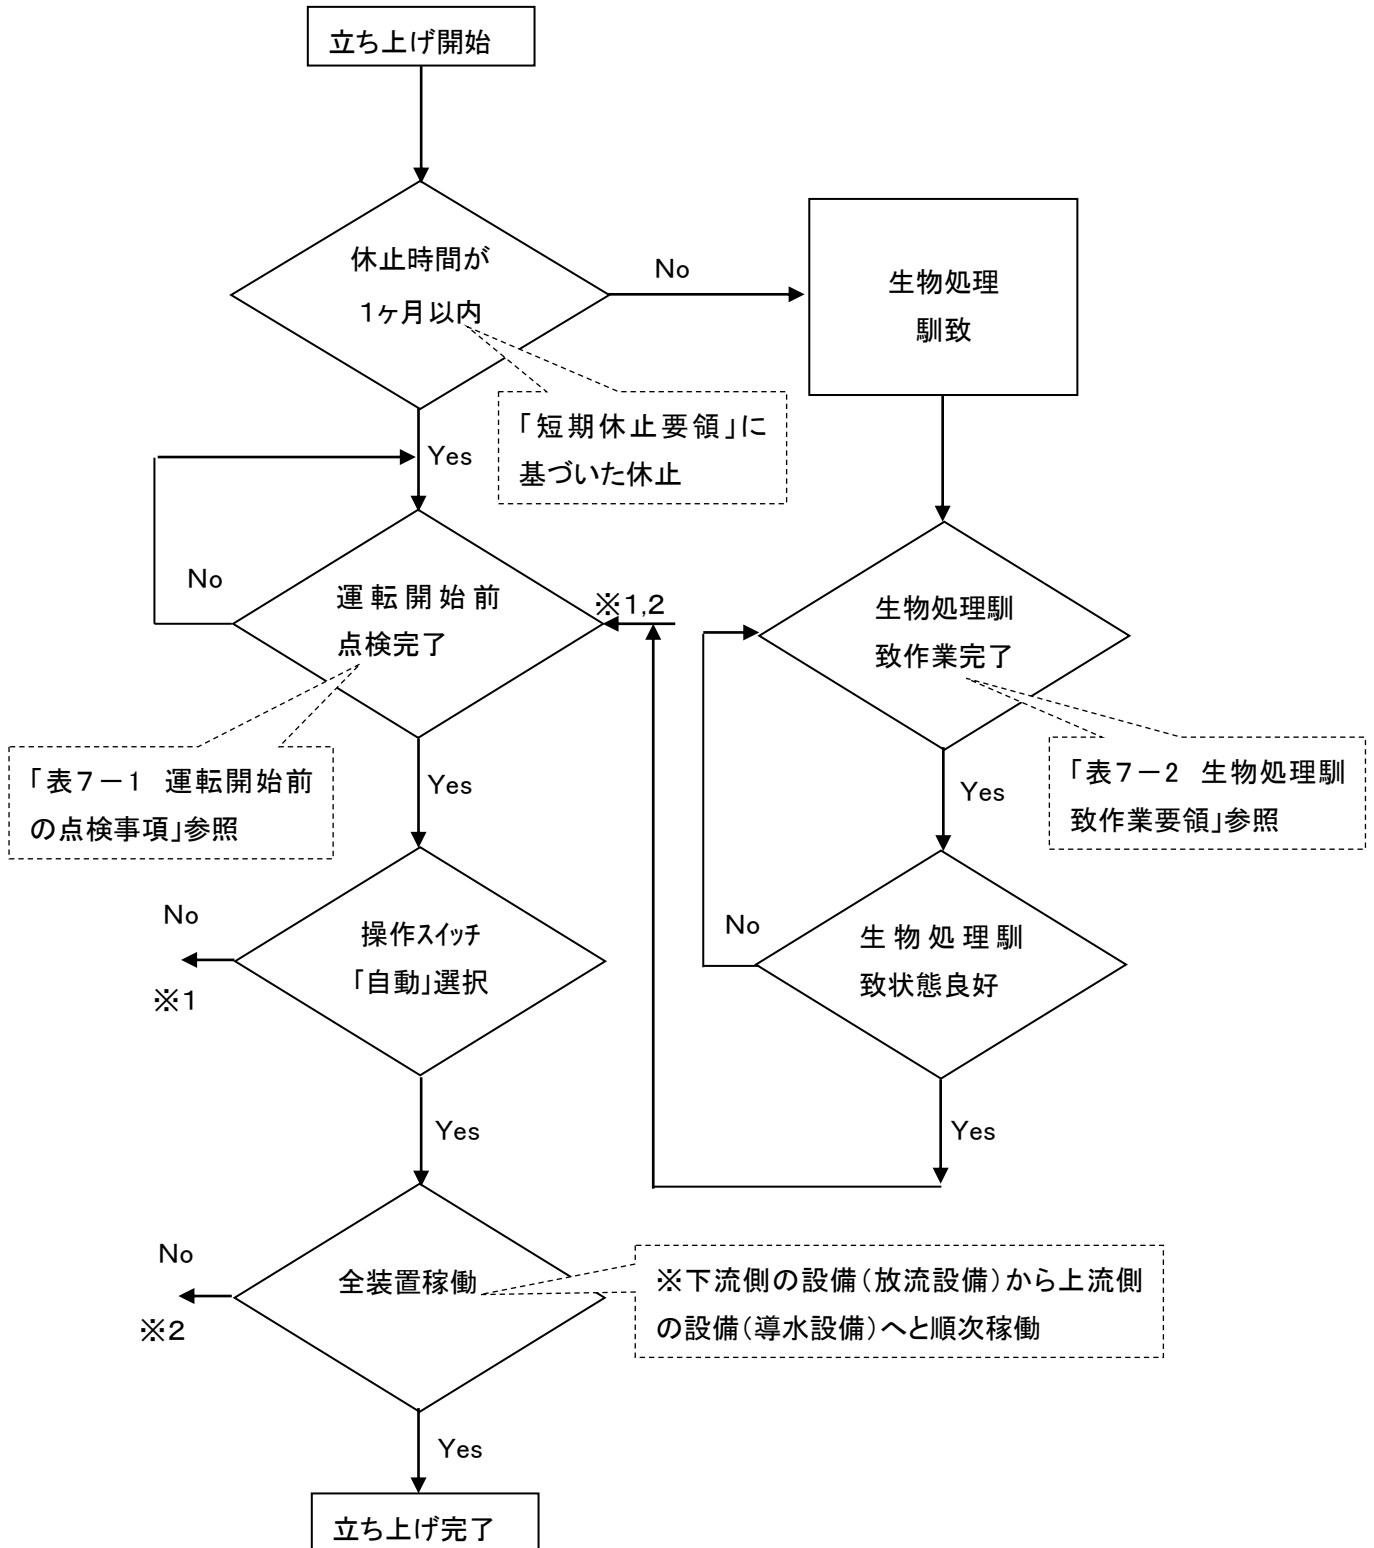 立ち上げ開始
休止時間が
1ヶ月以内
No
生物処理
馴致
「短期休止要領」に
基づいた休止
Yes
No
運転開始前
点検完了
※1,2
生物処理馴
致作業完了
「表7－1　運転開始前
の点検事項」参照
Yes
「表7－2　生物処理馴
致作業要領」参照
Yes
No
操作ｽｲｯﾁ
「自動」選択
※1
No
生物処理馴
致状態良好
Yes
Yes
No
全装置稼働
※2
※下流側の設備（放流設備）から上流側
の設備（導水設備）へと順次稼働
Yes
立ち上げ完了